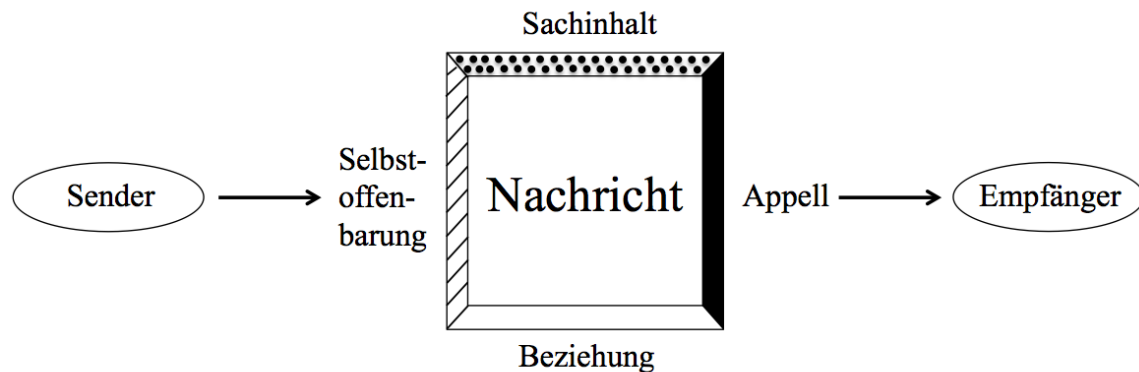 Sachinhalt
Sender
Selbst-
offen-
barung
Nachricht
Appell
Empfänger
Beziehung